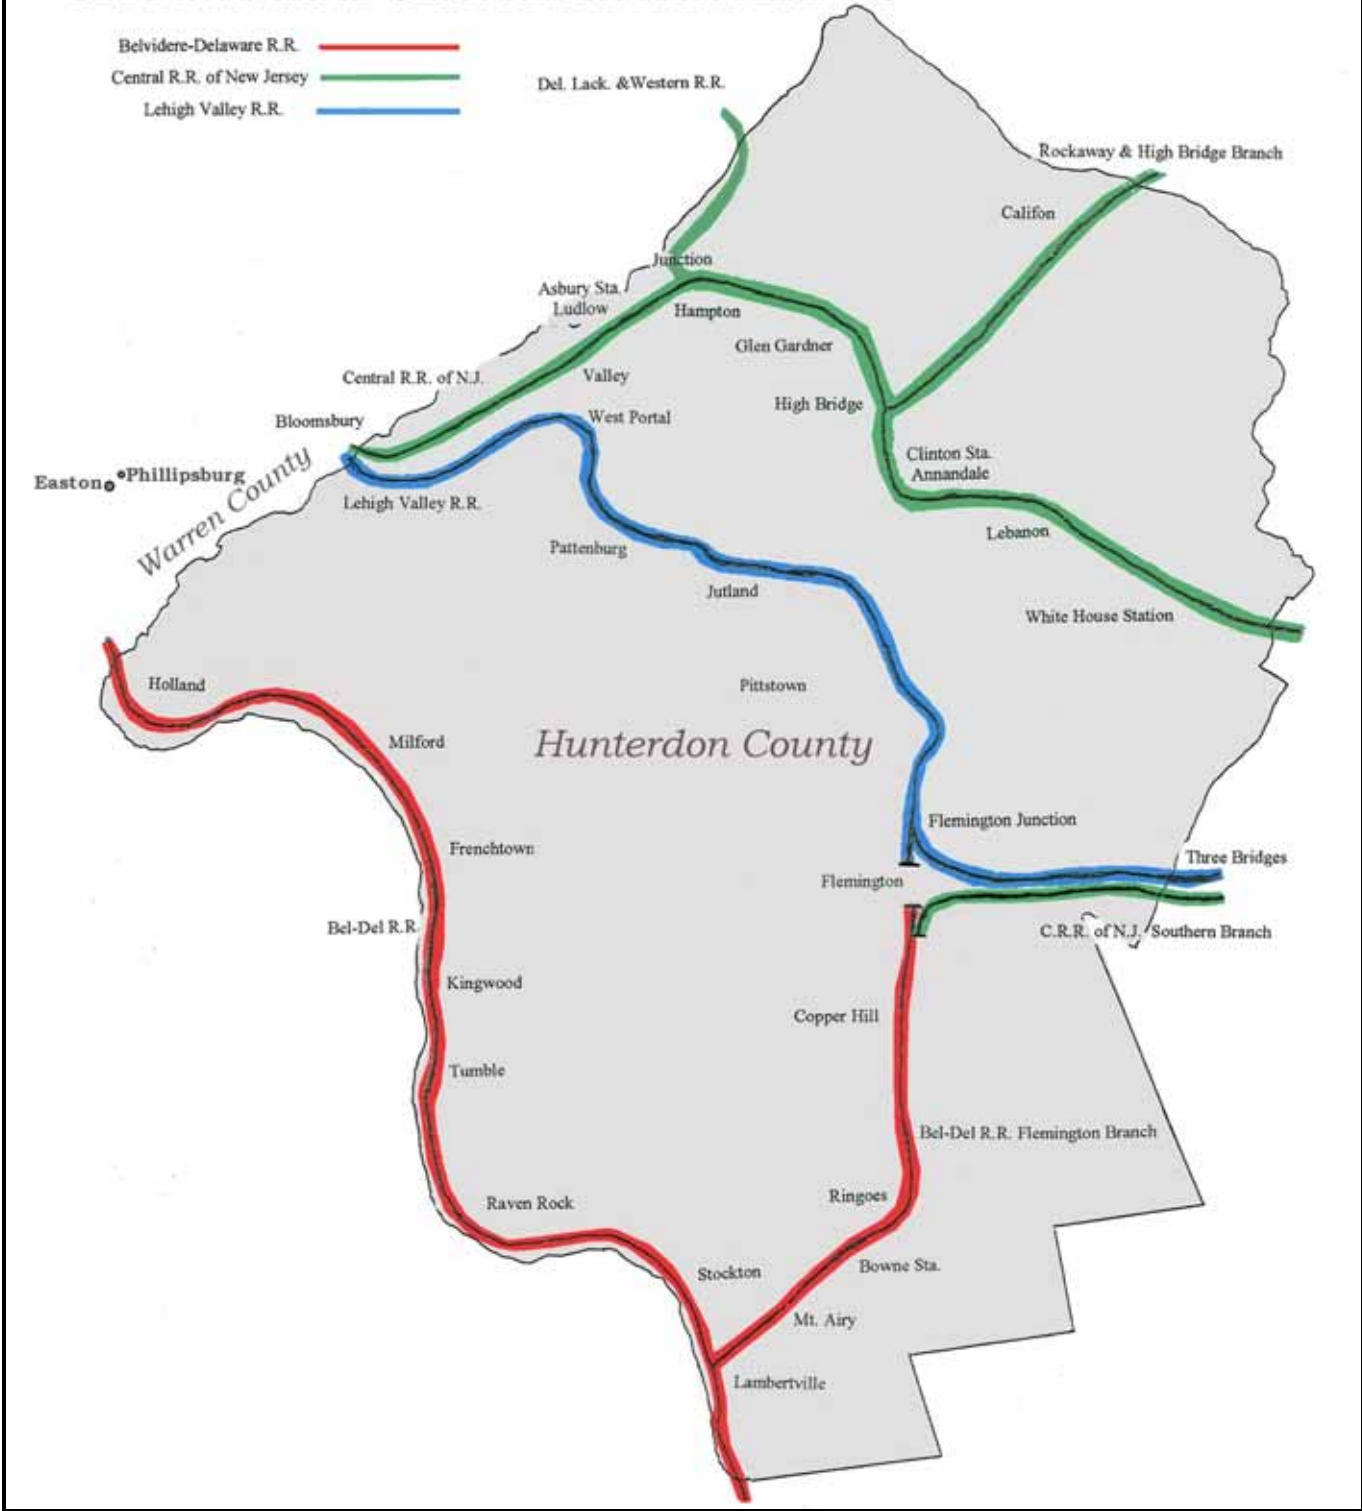 Belvidere-Delaware R.R.
Central R.R. of New Jersey
Lehigh Valley R.R.
Del. Lack. &Western R.R.
Rockaway & High Bridge Branch
Califon
Junction
Asbury Sta.
Ludlow
Hampton
Glen Gardner
Central R.R. of N.J.
Valley
High Bridge
Bloomsbury
West Portal
Clinton Sta.
Annandale
Easton
Phillipsburg
Warren County
Lehigh Valley R.R.
Lebanon
Pattenburg
Jutland
White House Station
Holland
Pittstown
Milford
Hunterdon County
Flemington Junction
Frenchtown
Three Bridges
Flemington
Bel-Del R.R.
C.R.R. of N.J. Southern Branch
Kingwood
Copper Hill
Tumble
Bel-Del R.R. Flemington Branch
Raven Rock
Ringoes
Stockton
Bowne Sta.
Mt. Airy
Lambertville